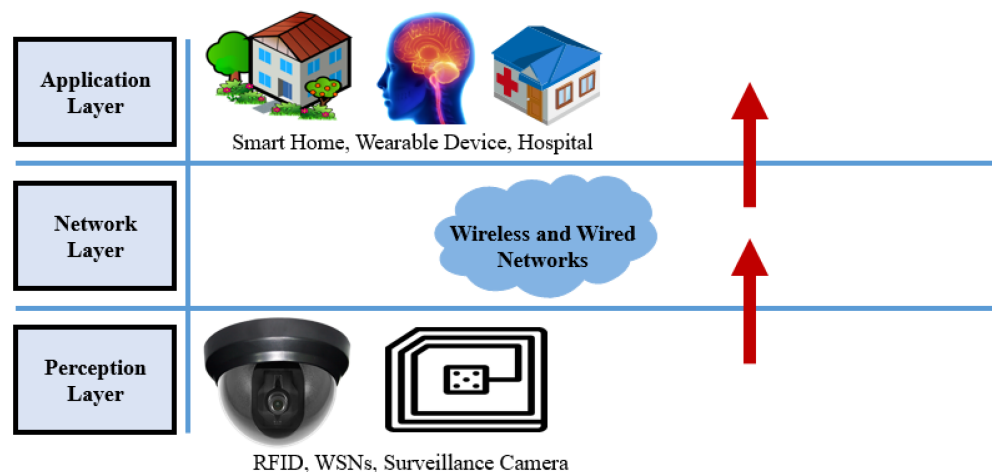 Application
Layer
Smart Home, Wearable Device, Hospital
Network
Layer
Wireless and Wired
Networks
Perception
Layer
RFID, WSNs, Surveillance Camera